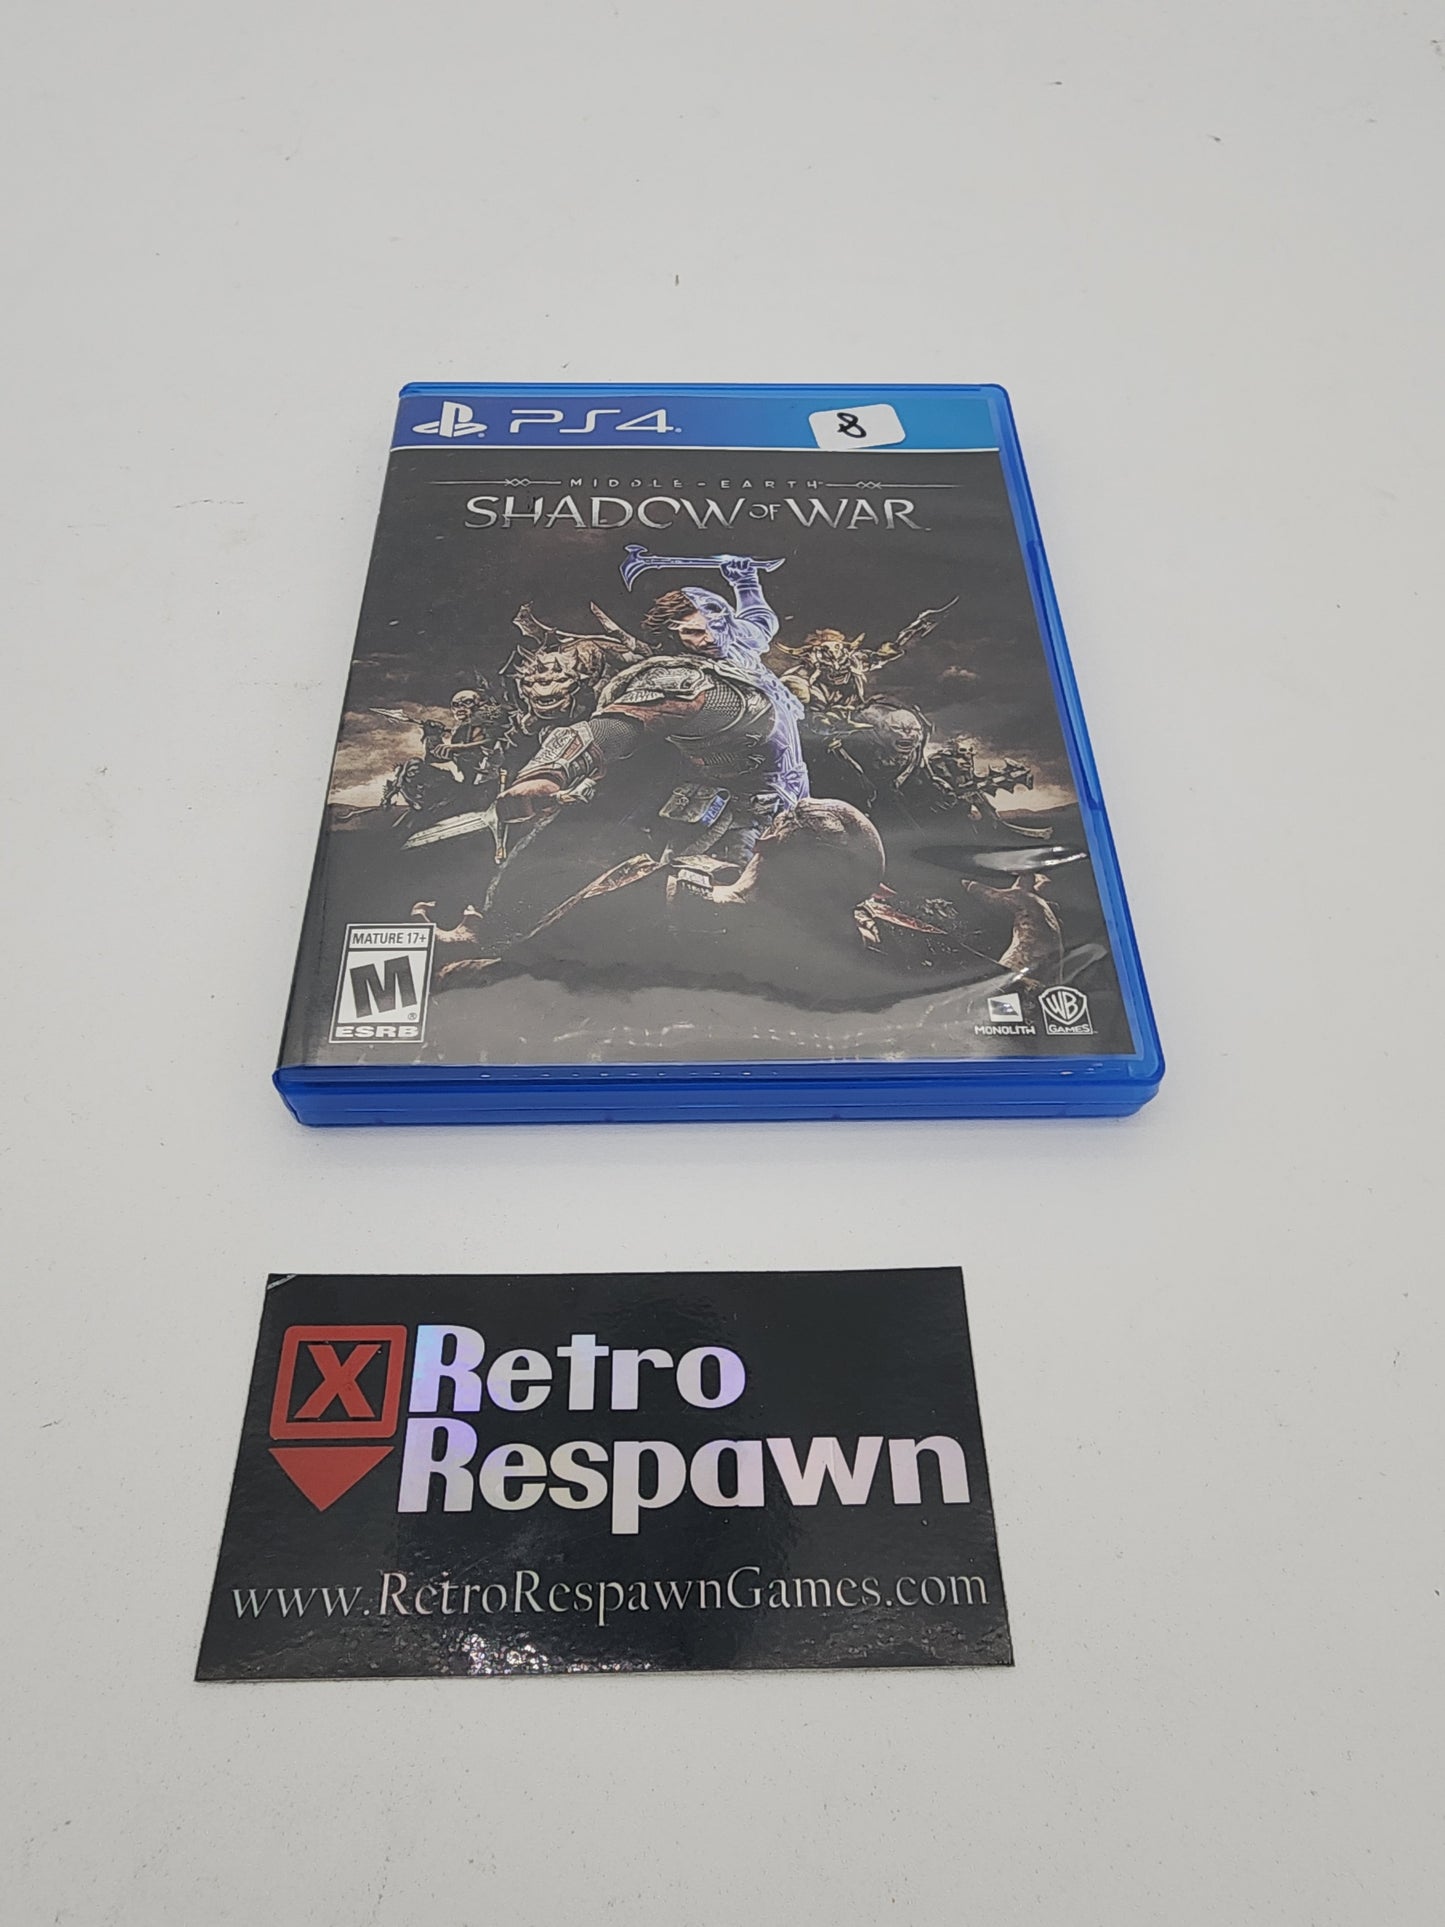 PS4
8
MIDDLE-EARTH
SHADOW OF WAR
MATURE 17+
M
ESRB
MONOLITH
WB
GAMES
X Retro
Respawn
www.RetroRespawnGames.com